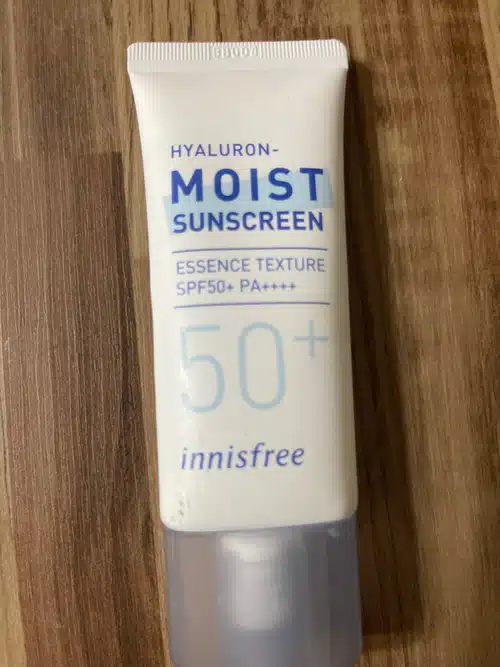 HYALURON-
MOIST
SUNSCREEN
ESSENCE TEXTURE
SPF50+ PA++++
50+
innisfree